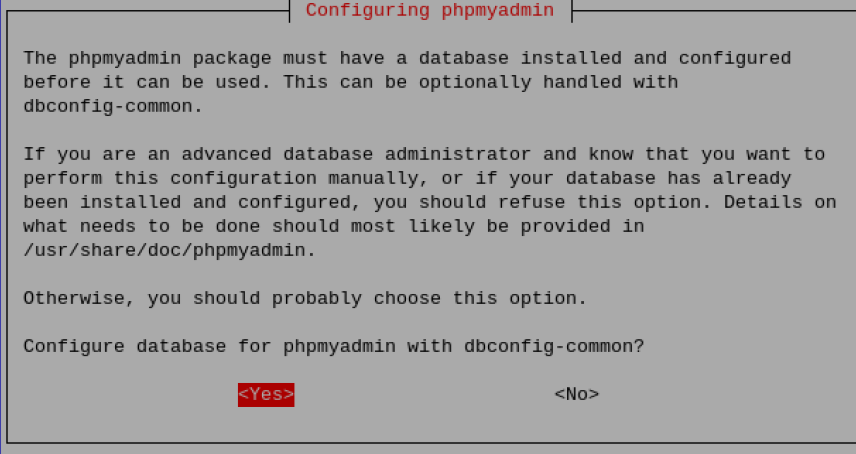 Configuring phpmyadmin
The phpmyadmin package must have a database installed and configured
before it can be used. This can be optionally handled with
dbconfig-common.
If you are an advanced database administrator and know that you want to
perform this configuration manually, or if your database has already
been installed and configured, you should refuse this option. Details on
what needs to be done should most likely be provided in
/usr/share/doc/phpmyadmin.
Otherwise, you should probably choose this option.
Configure database for phpmyadmin with dbconfig-common?
<Yes> <No>